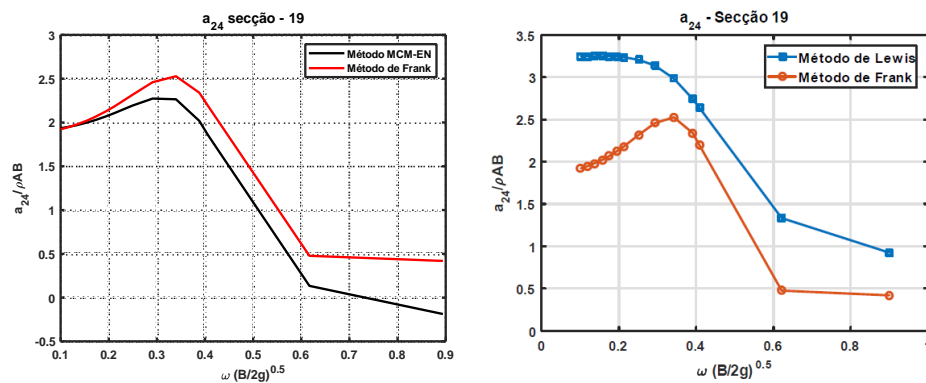 a24 secção - 19
3
2.5
2
1.5
1
0.5
0
-0.5
a24/ρAB
0.1 0.2 0.3 0.4 0.5 0.6 0.7 0.8 0.9
ω (B/2g)^0.5
Método MCM-EN
Método de Frank
a24 - Secção 19
3.5
3
2.5
2
1.5
1
0.5
0
a24/ρAB
0 0.2 0.4 0.6 0.8 1
ω (B/2g)^0.5
Método de Lewis
Método de Frank